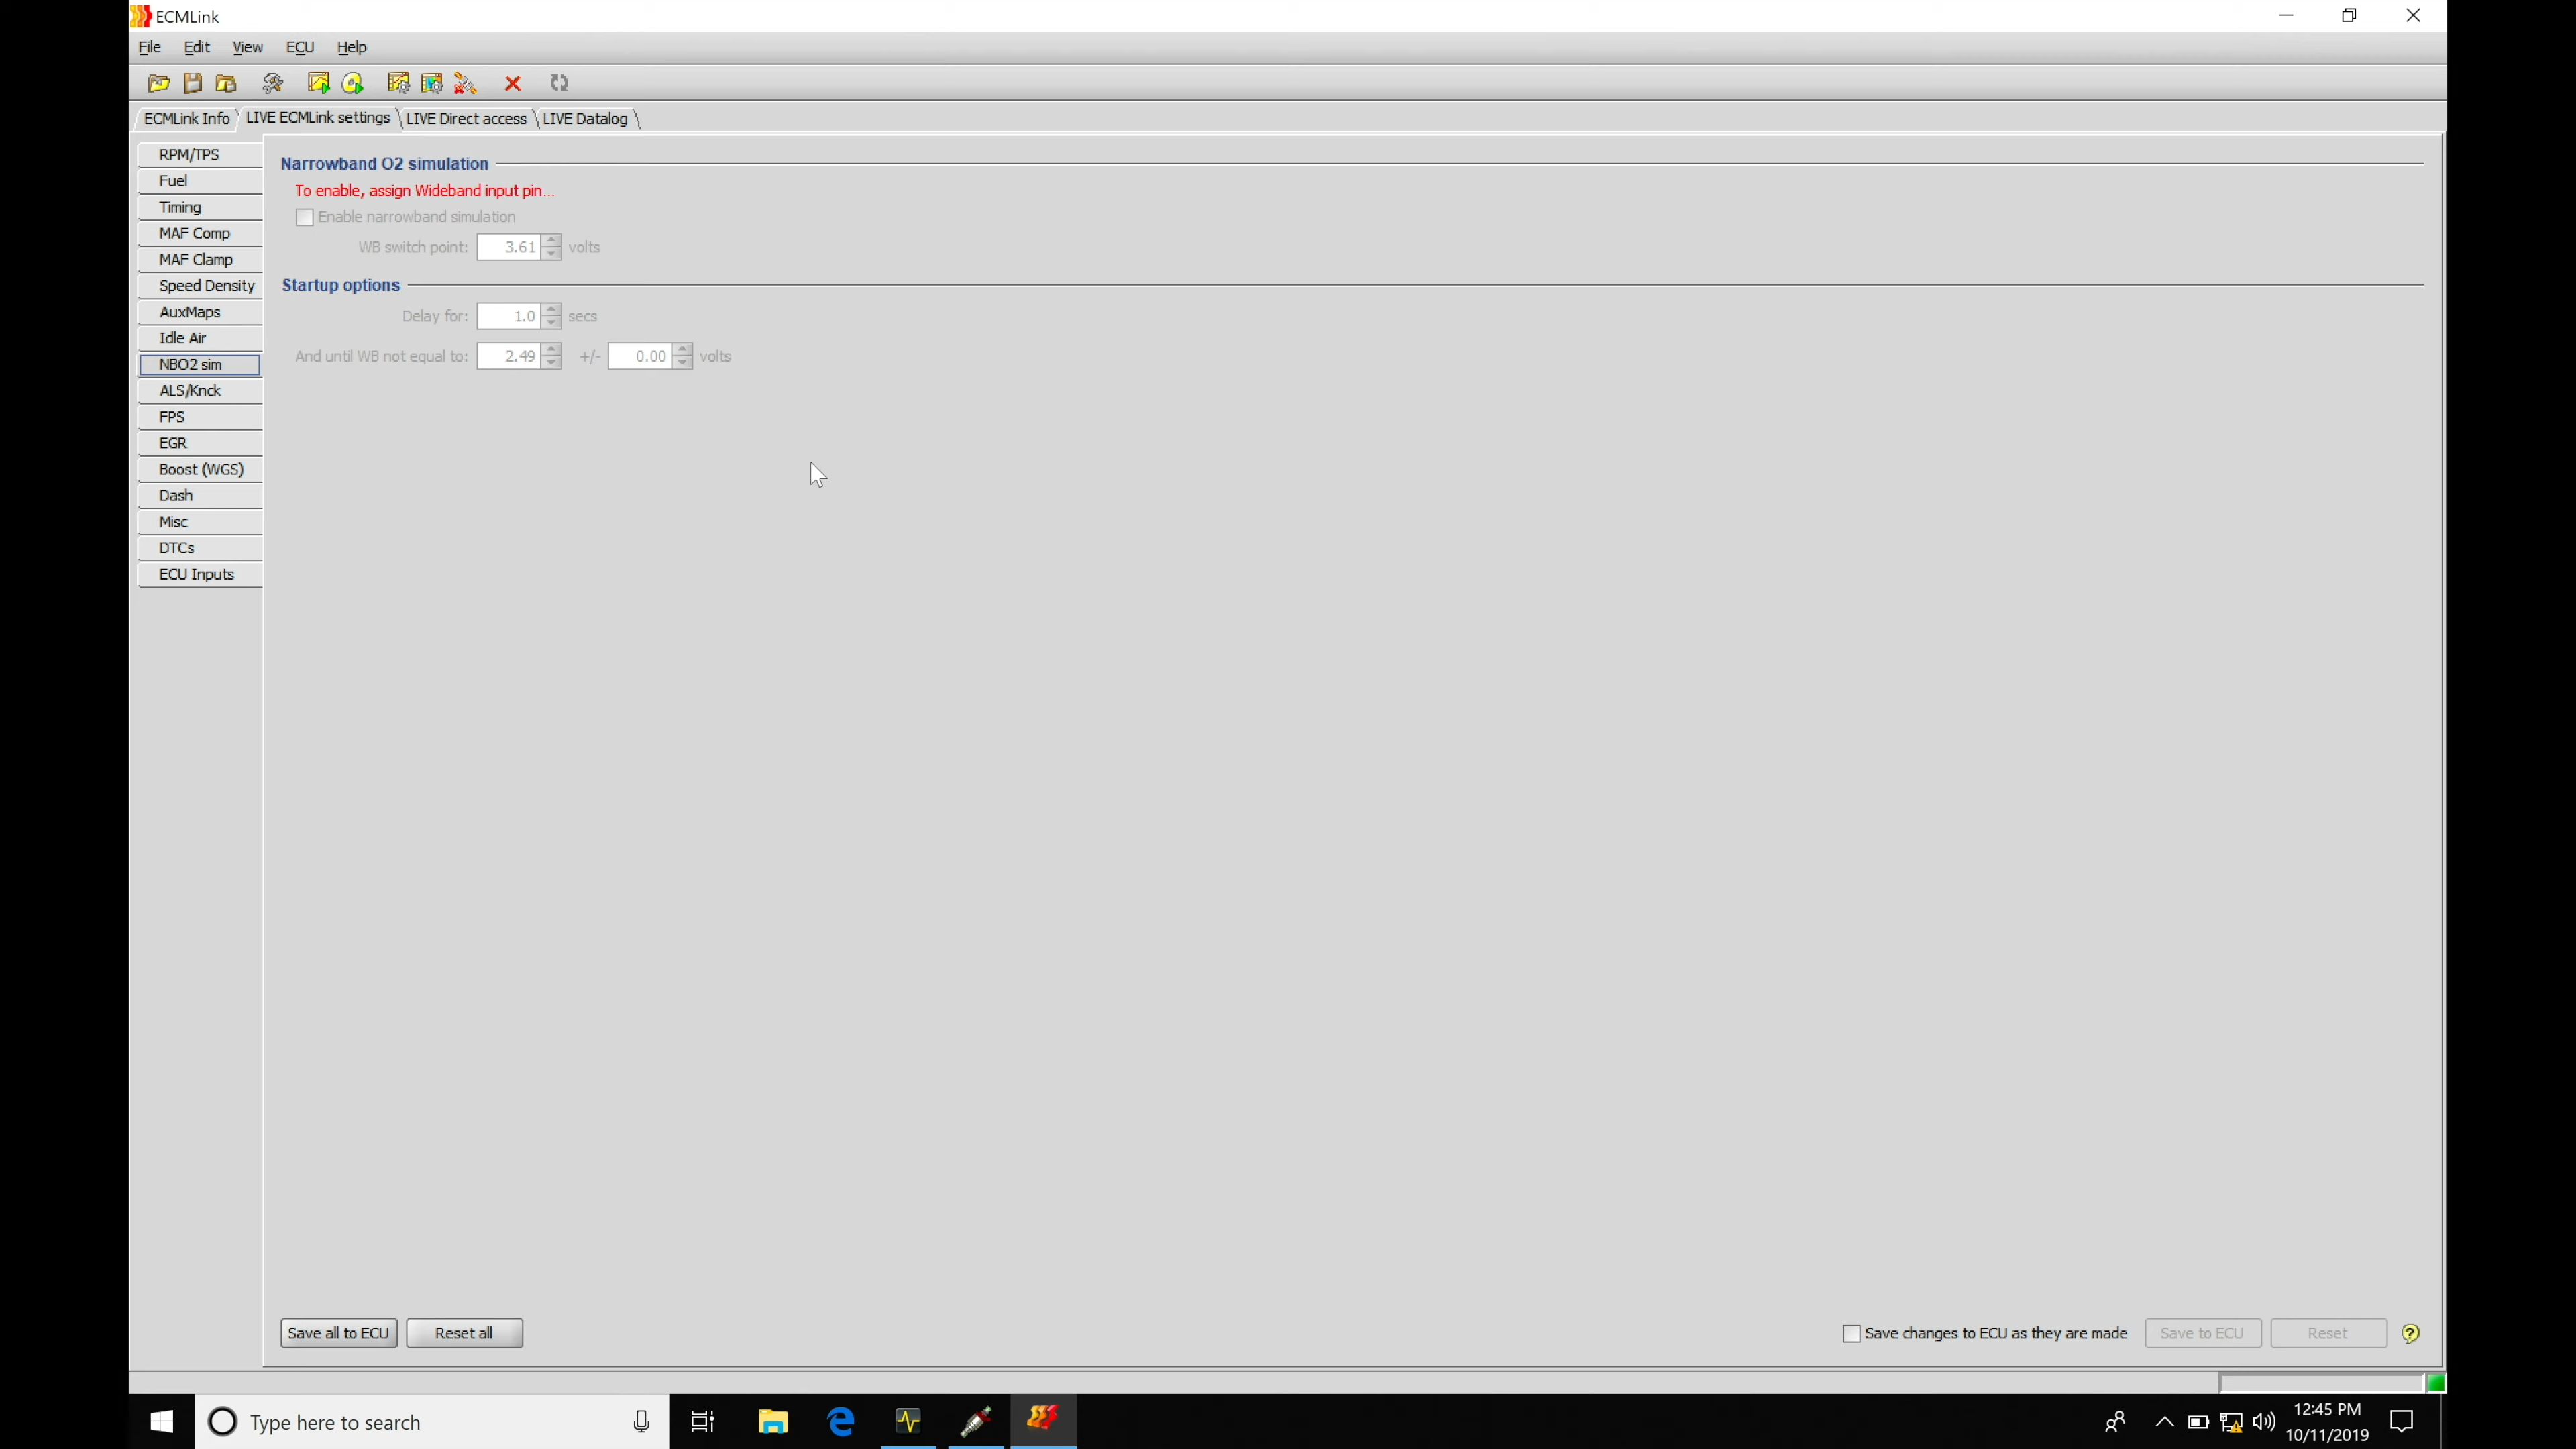 ECMLink
File Edit View ECU Help
ECMLink Info LIVE ECMLink settings LIVE Direct access LIVE Datalog
RPM/TPS
Fuel
Timing
MAF Comp
MAF Clamp
Speed Density
AuxMaps
Idle Air
NBO2 sim
ALS/Knck
FPS
EGR
Boost (WGS)
Dash
Misc
DTCs
ECU Inputs
Narrowband O2 simulation
To enable, assign Wideband input pin...
Enable narrowband simulation
WB switch point: 3.61 volts
Startup options
Delay for: 1.0 secs
And until WB not equal to: 2.49 +/- 0.00 volts
Save all to ECU Reset all Save changes to ECU as they are made Save to ECU Reset ?
Type here to search
12:45 PM
10/11/2019